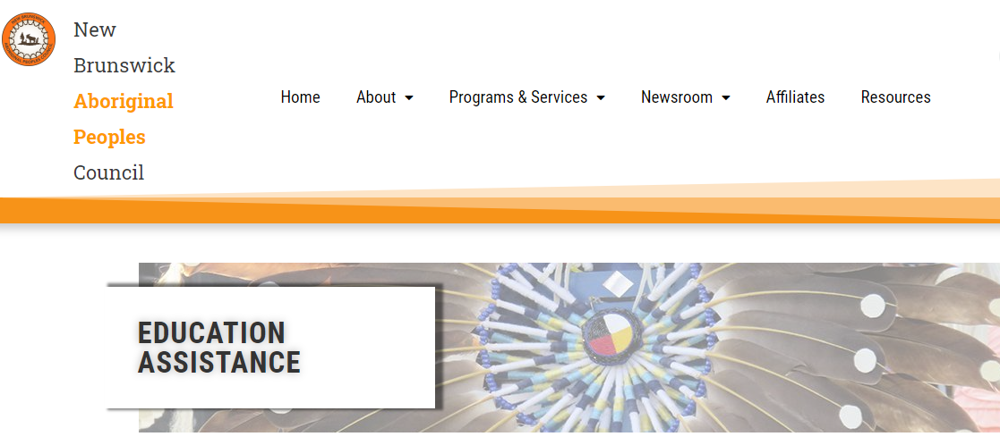 New
Brunswick
Aboriginal
Peoples
Council
Home About Programs & Services Newsroom Affiliates Resources
EDUCATION
ASSISTANCE